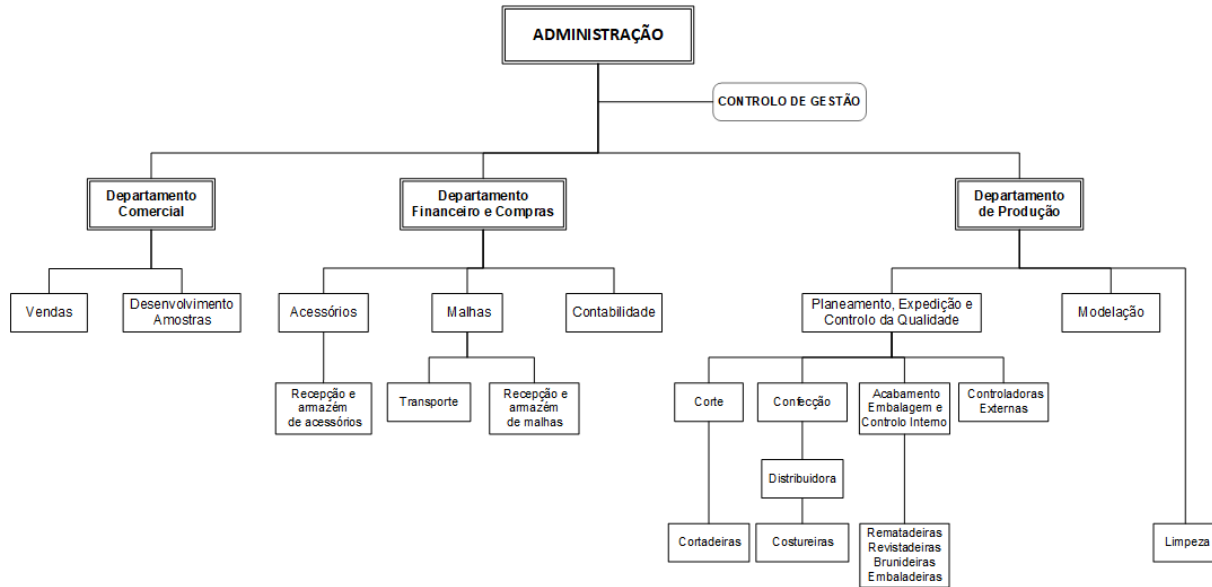 ADMINISTRAÇÃO
CONTROLO DE GESTÃO
Departamento
Comercial
Departamento
Financeiro e Compras
Departamento
de Produção
Vendas
Desenvolvimento
Amostras
Acessórios
Malhas
Contabilidade
Planeamento, Expedição e
Controlo da Qualidade
Modelação
Recepção e
armazém
de acessórios
Transporte
Recepção e
armazém
de malhas
Corte
Confecção
Acabamento
Embalagem e
Controlo Interno
Controladoras
Externas
Distribuidora
Cortadeiras
Costureiras
Rematadeiras
Revistadeiras
Brunideiras
Embaladeiras
Limpeza